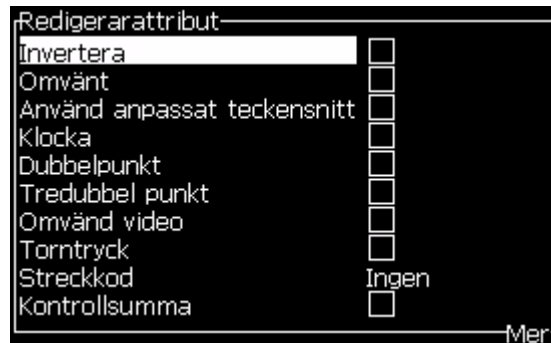 Redigerarattribut
Invertera
Omvänt
Använd anpassat teckensnitt
Klocka
Dubbelpunkt
Tredubbel punkt
Omvänd video
Torntryck
Streckkod Ingen
Kontrollsumma
Mer